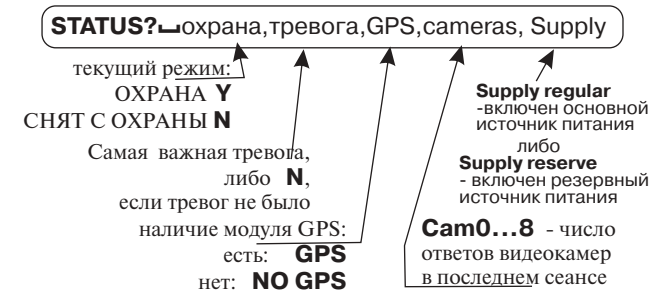 STATUS?⎵охрана,тревога,GPS,cameras, Supply
текущий режим:
ОХРАНА Y
СНЯТ С ОХРАНЫ N
Самая важная тревога,
либо N,
если тревог не было
наличие модуля GPS:
есть: GPS
нет: NO GPS
Supply regular
-включен основной
источник питания
либо
Supply reserve
- включен резервный
источник питания
Cam0...8 - число
ответов видеокамер
в последнем сеансе